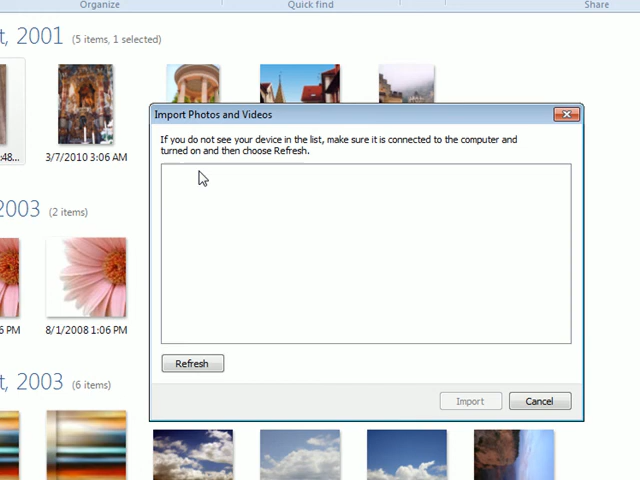 Organize Quick find Share
t, 2001 (5 items, 1 selected)
:48... 3/7/2010 3:06 AM
Import Photos and Videos
If you do not see your device in the list, make sure it is connected to the computer and
turned on and then choose Refresh.
2003 (2 items)
6 PM 8/1/2008 1:06 PM
Refresh
t, 2003 (6 items)
Import Cancel